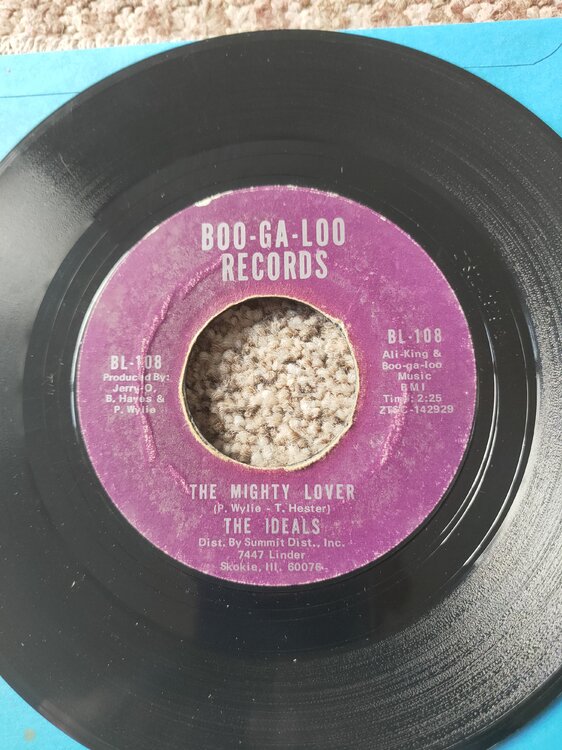 BOO-GA-LOO
RECORDS
BL-108
Produced By:
Jerry-O,
B. Hayes &
P. Wylie
BL-108
Ali-King &
Boo-ga-loo
Music
BMI
Time: 2:25
ZTSC-142929
THE MIGHTY LOVER
(P. Wylie - T. Hester)
THE IDEALS
Dist. By Summit Dist., Inc.
7447 Linder
Skokie, Ill. 60076